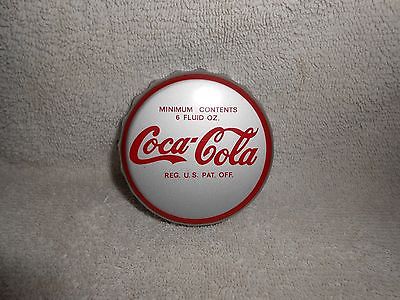 MINIMUM CONTENTS
6 FLUID OZ.
Coca-Cola
REG. U.S. PAT. OFF.